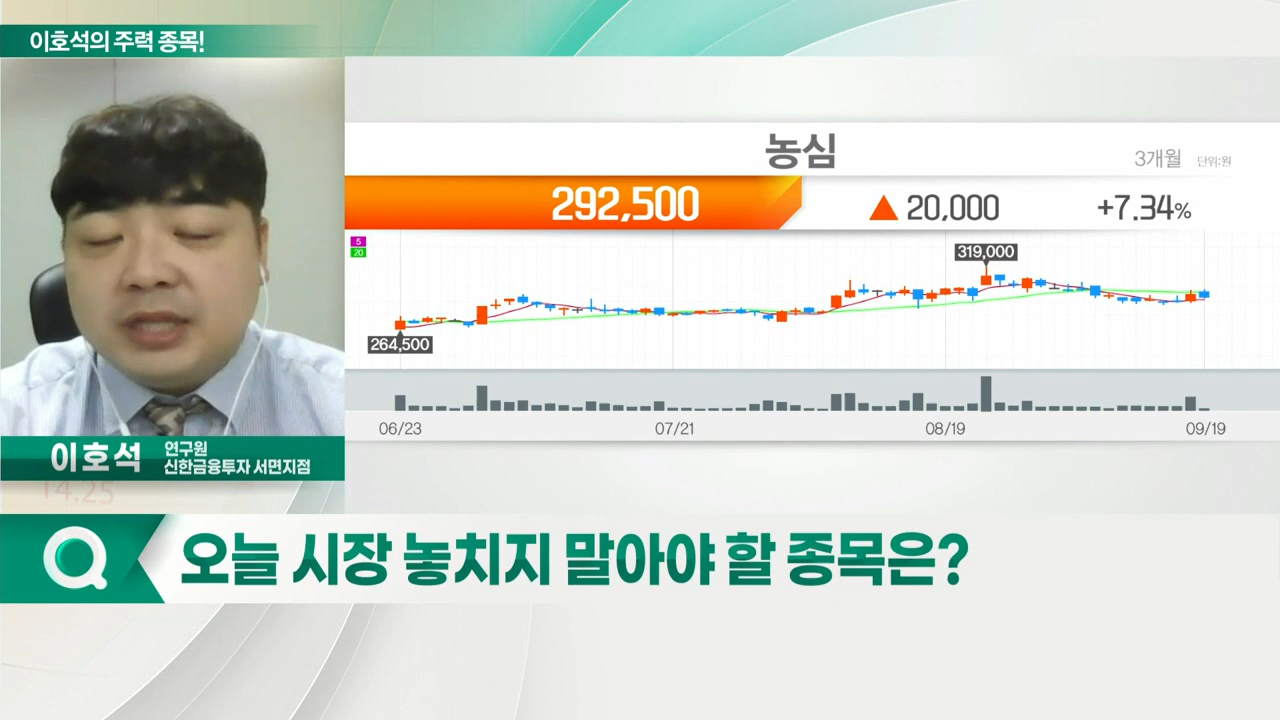 이호석의 주력 종목!
농심
3개월 단위:원
292,500 ▲ 20,000 +7.34%
5
20
319,000
264,500
06/23 07/21 08/19 09/19
이호석 연구원
신한금융투자 서면지점
14.25
오늘 시장 놓치지 말아야 할 종목은?